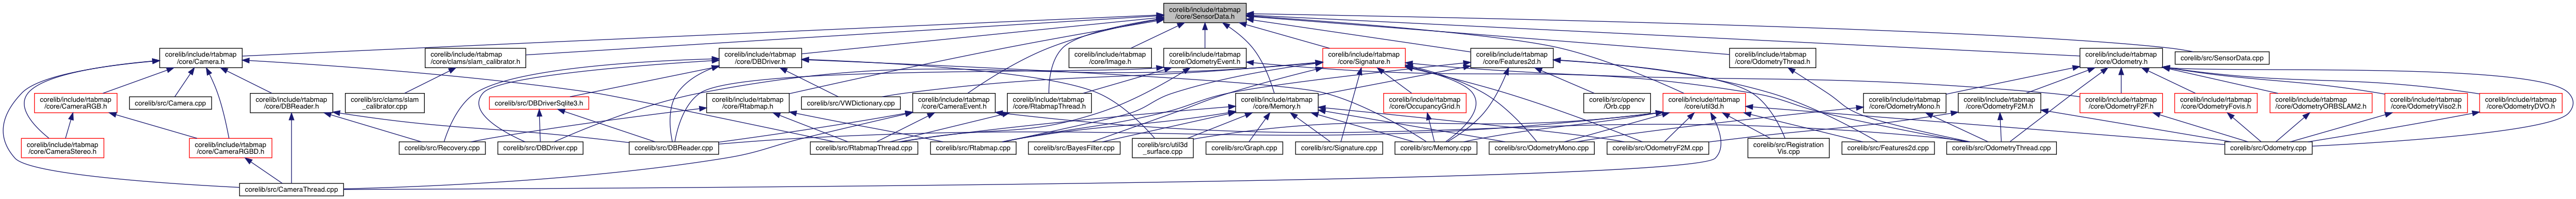 corelib/include/rtabmap
/core/SensorData.h
corelib/include/rtabmap
/core/Camera.h
corelib/include/rtabmap
/core/clams/slam_calibrator.h
corelib/include/rtabmap
/core/DBDriver.h
corelib/include/rtabmap
/core/Image.h
corelib/include/rtabmap
/core/OdometryEvent.h
corelib/include/rtabmap
/core/Signature.h
corelib/include/rtabmap
/core/Features2d.h
corelib/include/rtabmap
/core/OdometryThread.h
corelib/include/rtabmap
/core/Odometry.h
corelib/src/SensorData.cpp
corelib/include/rtabmap
/core/CameraRGB.h
corelib/src/Camera.cpp
corelib/include/rtabmap
/core/DBReader.h
corelib/src/clams/slam
_calibrator.cpp
corelib/src/DBDriverSqlite3.h
corelib/include/rtabmap
/core/Rtabmap.h
corelib/src/VWDictionary.cpp
corelib/include/rtabmap
/core/CameraEvent.h
corelib/include/rtabmap
/core/RtabmapThread.h
corelib/include/rtabmap
/core/Memory.h
corelib/include/rtabmap
/core/OccupancyGrid.h
corelib/src/opencv
/Orb.cpp
corelib/include/rtabmap
/core/util3d.h
corelib/include/rtabmap
/core/OdometryMono.h
corelib/include/rtabmap
/core/OdometryF2M.h
corelib/include/rtabmap
/core/OdometryF2F.h
corelib/include/rtabmap
/core/OdometryFovis.h
corelib/include/rtabmap
/core/OdometryORBSLAM2.h
corelib/include/rtabmap
/core/OdometryViso2.h
corelib/include/rtabmap
/core/OdometryDVO.h
corelib/include/rtabmap
/core/CameraStereo.h
corelib/include/rtabmap
/core/CameraRGBD.h
corelib/src/Recovery.cpp
corelib/src/DBDriver.cpp
corelib/src/DBReader.cpp
corelib/src/RtabmapThread.cpp
corelib/src/Rtabmap.cpp
corelib/src/BayesFilter.cpp
corelib/src/util3d
_surface.cpp
corelib/src/Graph.cpp
corelib/src/Signature.cpp
corelib/src/Memory.cpp
corelib/src/OdometryMono.cpp
corelib/src/OdometryF2M.cpp
corelib/src/Registration
Vis.cpp
corelib/src/Features2d.cpp
corelib/src/OdometryThread.cpp
corelib/src/Odometry.cpp
corelib/src/CameraThread.cpp